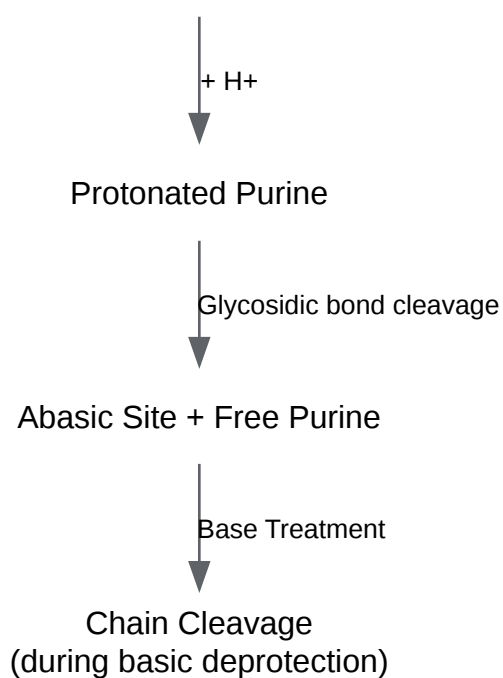 + H+
Protonated Purine
Glycosidic bond cleavage
Abasic Site + Free Purine
Base Treatment
Chain Cleavage
(during basic deprotection)